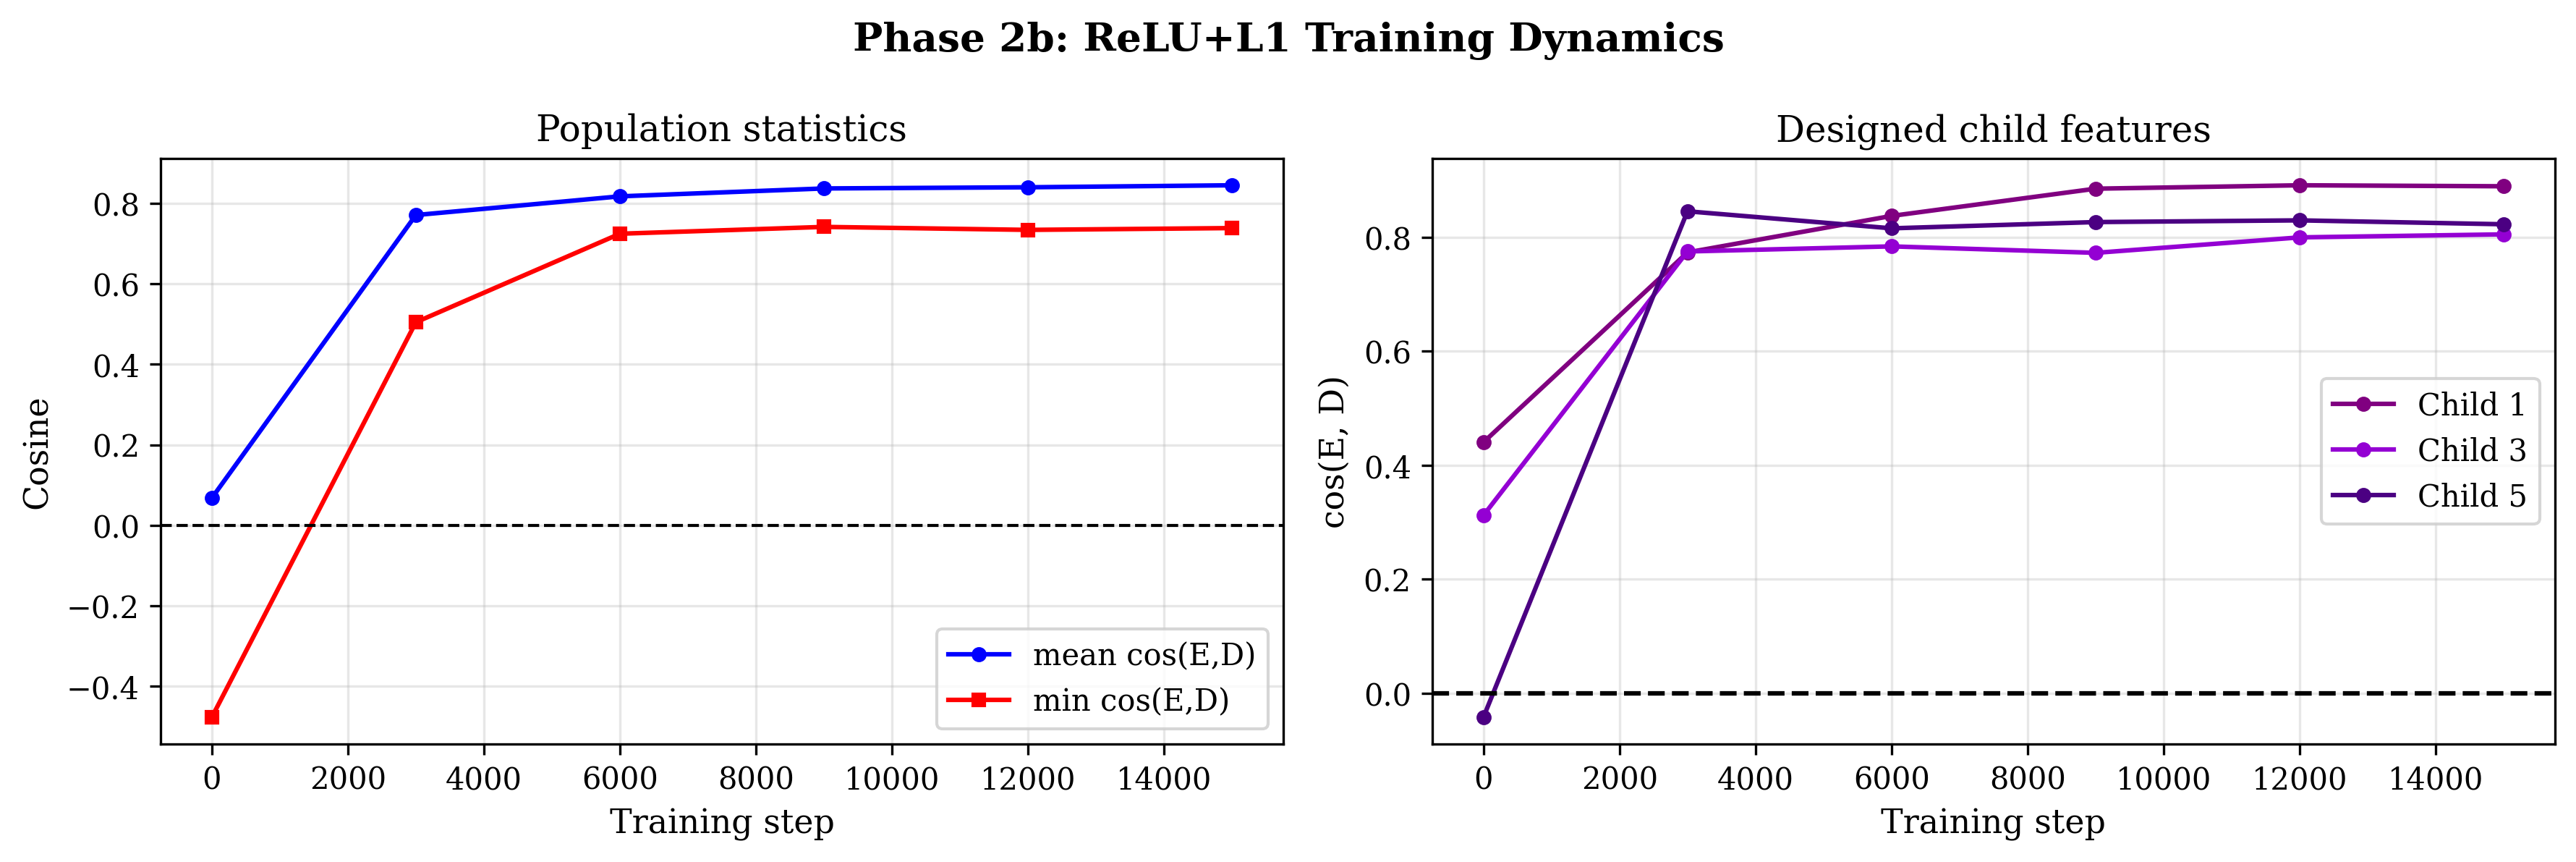 Phase 2b: ReLU+L1 Training Dynamics
Population statistics
Cosine
0.8
0.6
0.4
0.2
0.0
−0.2
−0.4
0 2000 4000 6000 8000 10000 12000 14000
Training step
mean cos(E,D)
min cos(E,D)
Designed child features
cos(E, D)
0.8
0.6
0.4
0.2
0.0
0 2000 4000 6000 8000 10000 12000 14000
Training step
Child 1
Child 3
Child 5